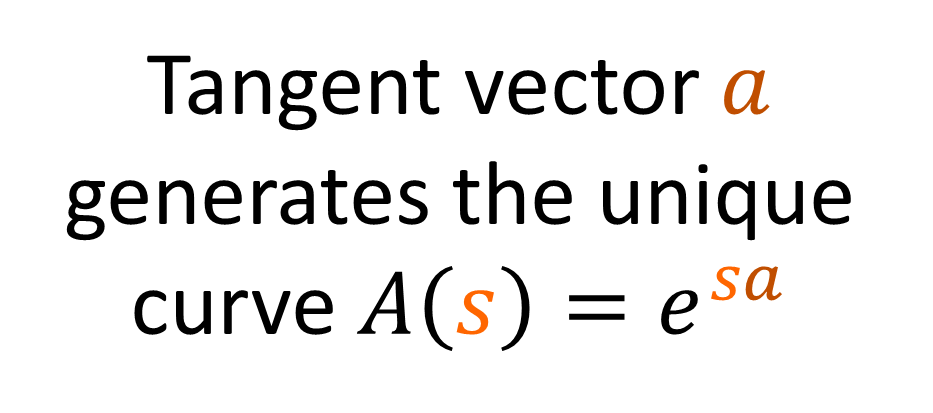 Tangent vector a
generates the unique
curve A(s) = e^{sa}